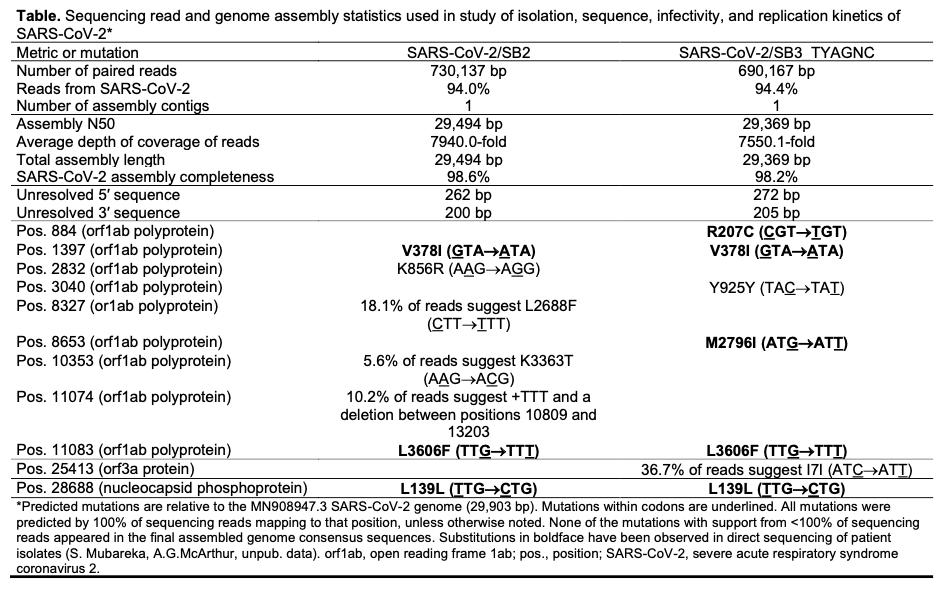 Table. Sequencing read and genome assembly statistics used in study of isolation, sequence, infectivity, and replication kinetics of
SARS-CoV-2*
Metric or mutation SARS-CoV-2/SB2 SARS-CoV-2/SB3_TYAGNC
Number of paired reads 730,137 bp 690,167 bp
Reads from SARS-CoV-2 94.0% 94.4%
Number of assembly contigs 1 1
Assembly N50 29,494 bp 29,369 bp
Average depth of coverage of reads 7940.0-fold 7550.1-fold
Total assembly length 29,494 bp 29,369 bp
SARS-CoV-2 assembly completeness 98.6% 98.2%
Unresolved 5′ sequence 262 bp 272 bp
Unresolved 3′ sequence 200 bp 205 bp
Pos. 884 (orf1ab polyprotein) R207C (CGT→TGT)
Pos. 1397 (orf1ab polyprotein) V378I (GTA→ATA) V378I (GTA→ATA)
Pos. 2832 (orf1ab polyprotein) K856R (AAG→AGG)
Pos. 3040 (orf1ab polyprotein) Y925Y (TAC→TAT)
Pos. 8327 (or1ab polyprotein) 18.1% of reads suggest L2688F
(CTT→TTT)
Pos. 8653 (orf1ab polyprotein) M2796I (ATG→ATT)
Pos. 10353 (orf1ab polyprotein) 5.6% of reads suggest K3363T
(AAG→ACG)
Pos. 11074 (orf1ab polyprotein) 10.2% of reads suggest +TTT and a
deletion between positions 10809 and
13203
Pos. 11083 (orf1ab polyprotein) L3606F (TTG→TTT) L3606F (TTG→TTT)
Pos. 25413 (orf3a protein) 36.7% of reads suggest I7I (ATC→ATT)
Pos. 28688 (nucelocapsid phosphoprotein) L139L (TTG→CTG) L139L (TTG→CTG)
*Predicted mutations are relative to the MN908947.3 SARS-CoV-2 genome (29,903 bp). Mutations within codons are underlined. All mutations were
predicted by 100% of sequencing reads mapping to that position, unless otherwise noted. None of the mutations with support from <100% of sequencing
reads appeared in the final assembled genome consensus sequences. Substitutions in boldface have been observed in direct sequencing of patient
isolates (S. Mubareka, A.G.McArthur, unpub. data). orf1ab, open reading frame 1ab; pos., position; SARS-CoV-2, severe acute respiratory syndrome
coronavirus 2.